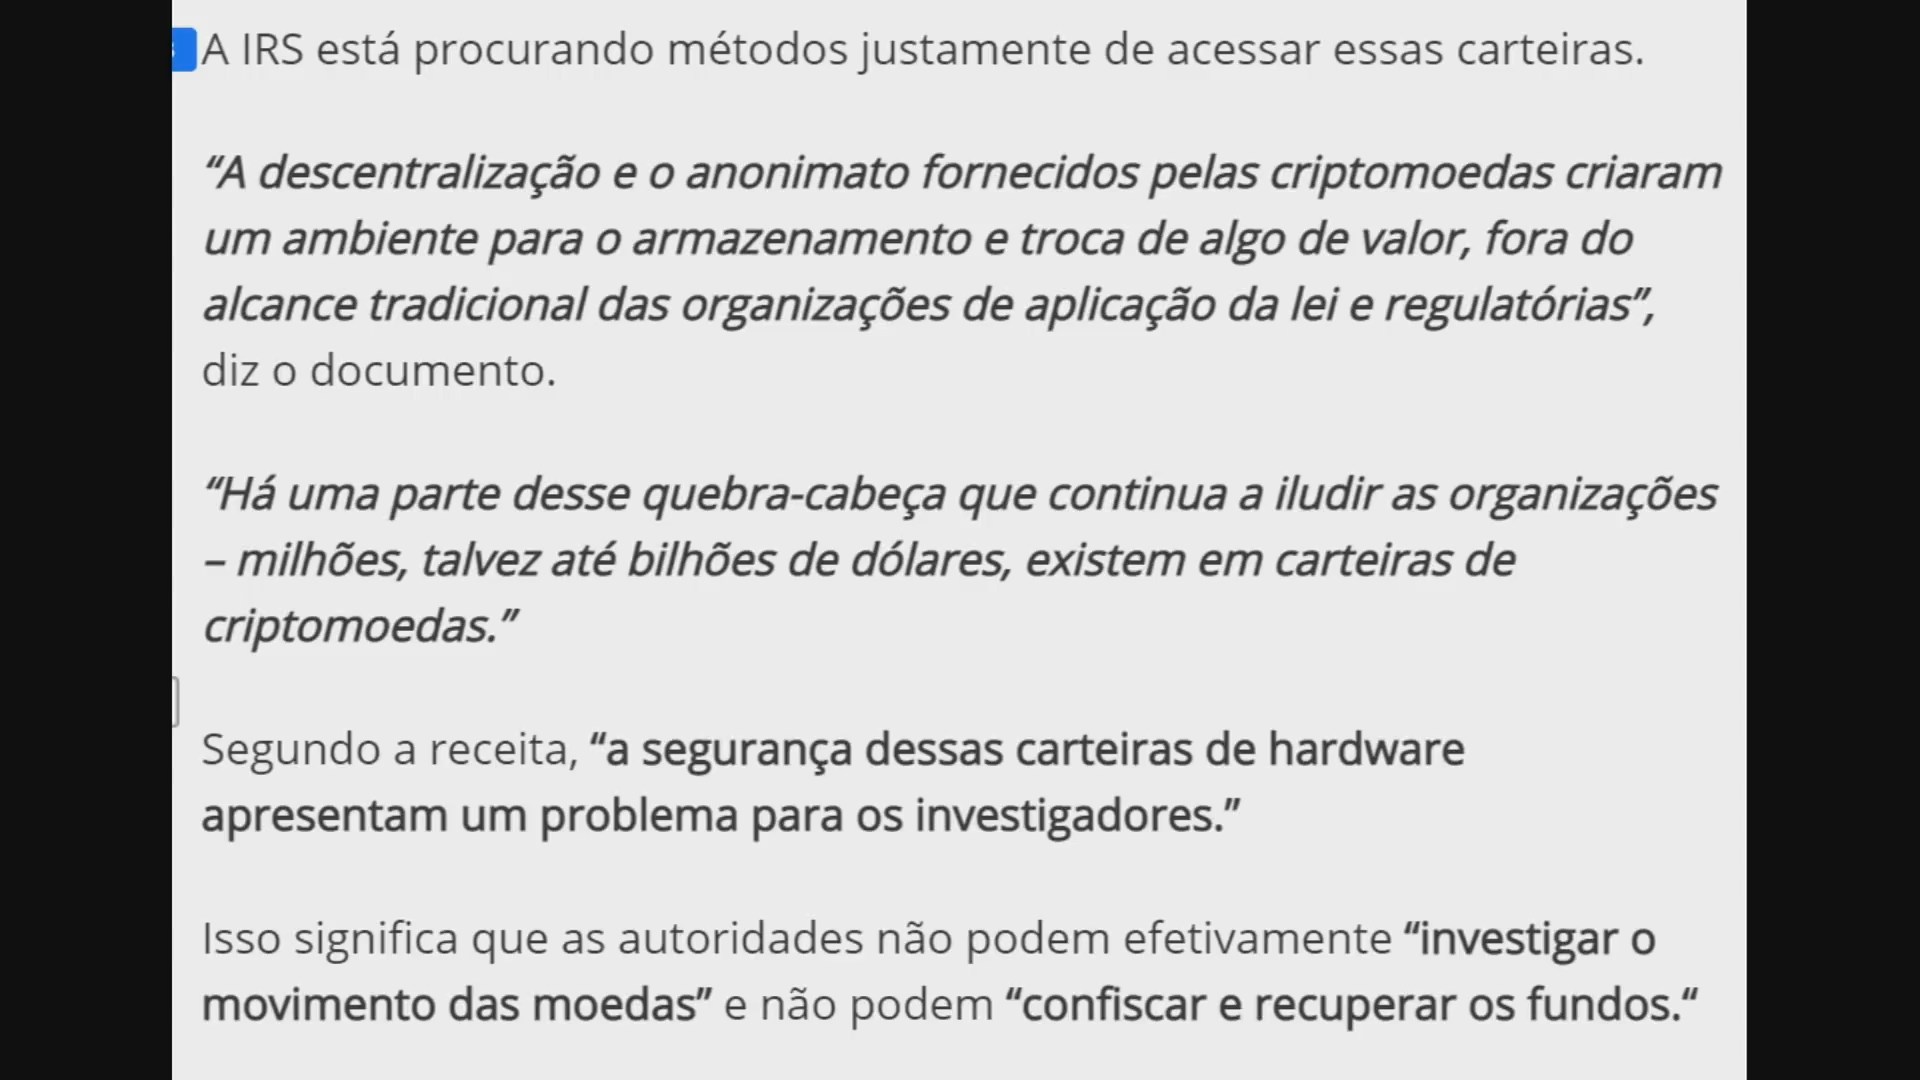 A IRS está procurando métodos justamente de acessar essas carteiras.
“A descentralização e o anonimato fornecidos pelas criptomoedas criaram
um ambiente para o armazenamento e troca de algo de valor, fora do
alcance tradicional das organizações de aplicação da lei e regulatórias”,
diz o documento.
“Há uma parte desse quebra-cabeça que continua a iludir as organizações
– milhões, talvez até bilhões de dólares, existem em carteiras de
criptomoedas.”
Segundo a receita, “a segurança dessas carteiras de hardware
apresentam um problema para os investigadores.”
Isso significa que as autoridades não podem efetivamente “investigar o
movimento das moedas” e não podem “confiscar e recuperar os fundos.“